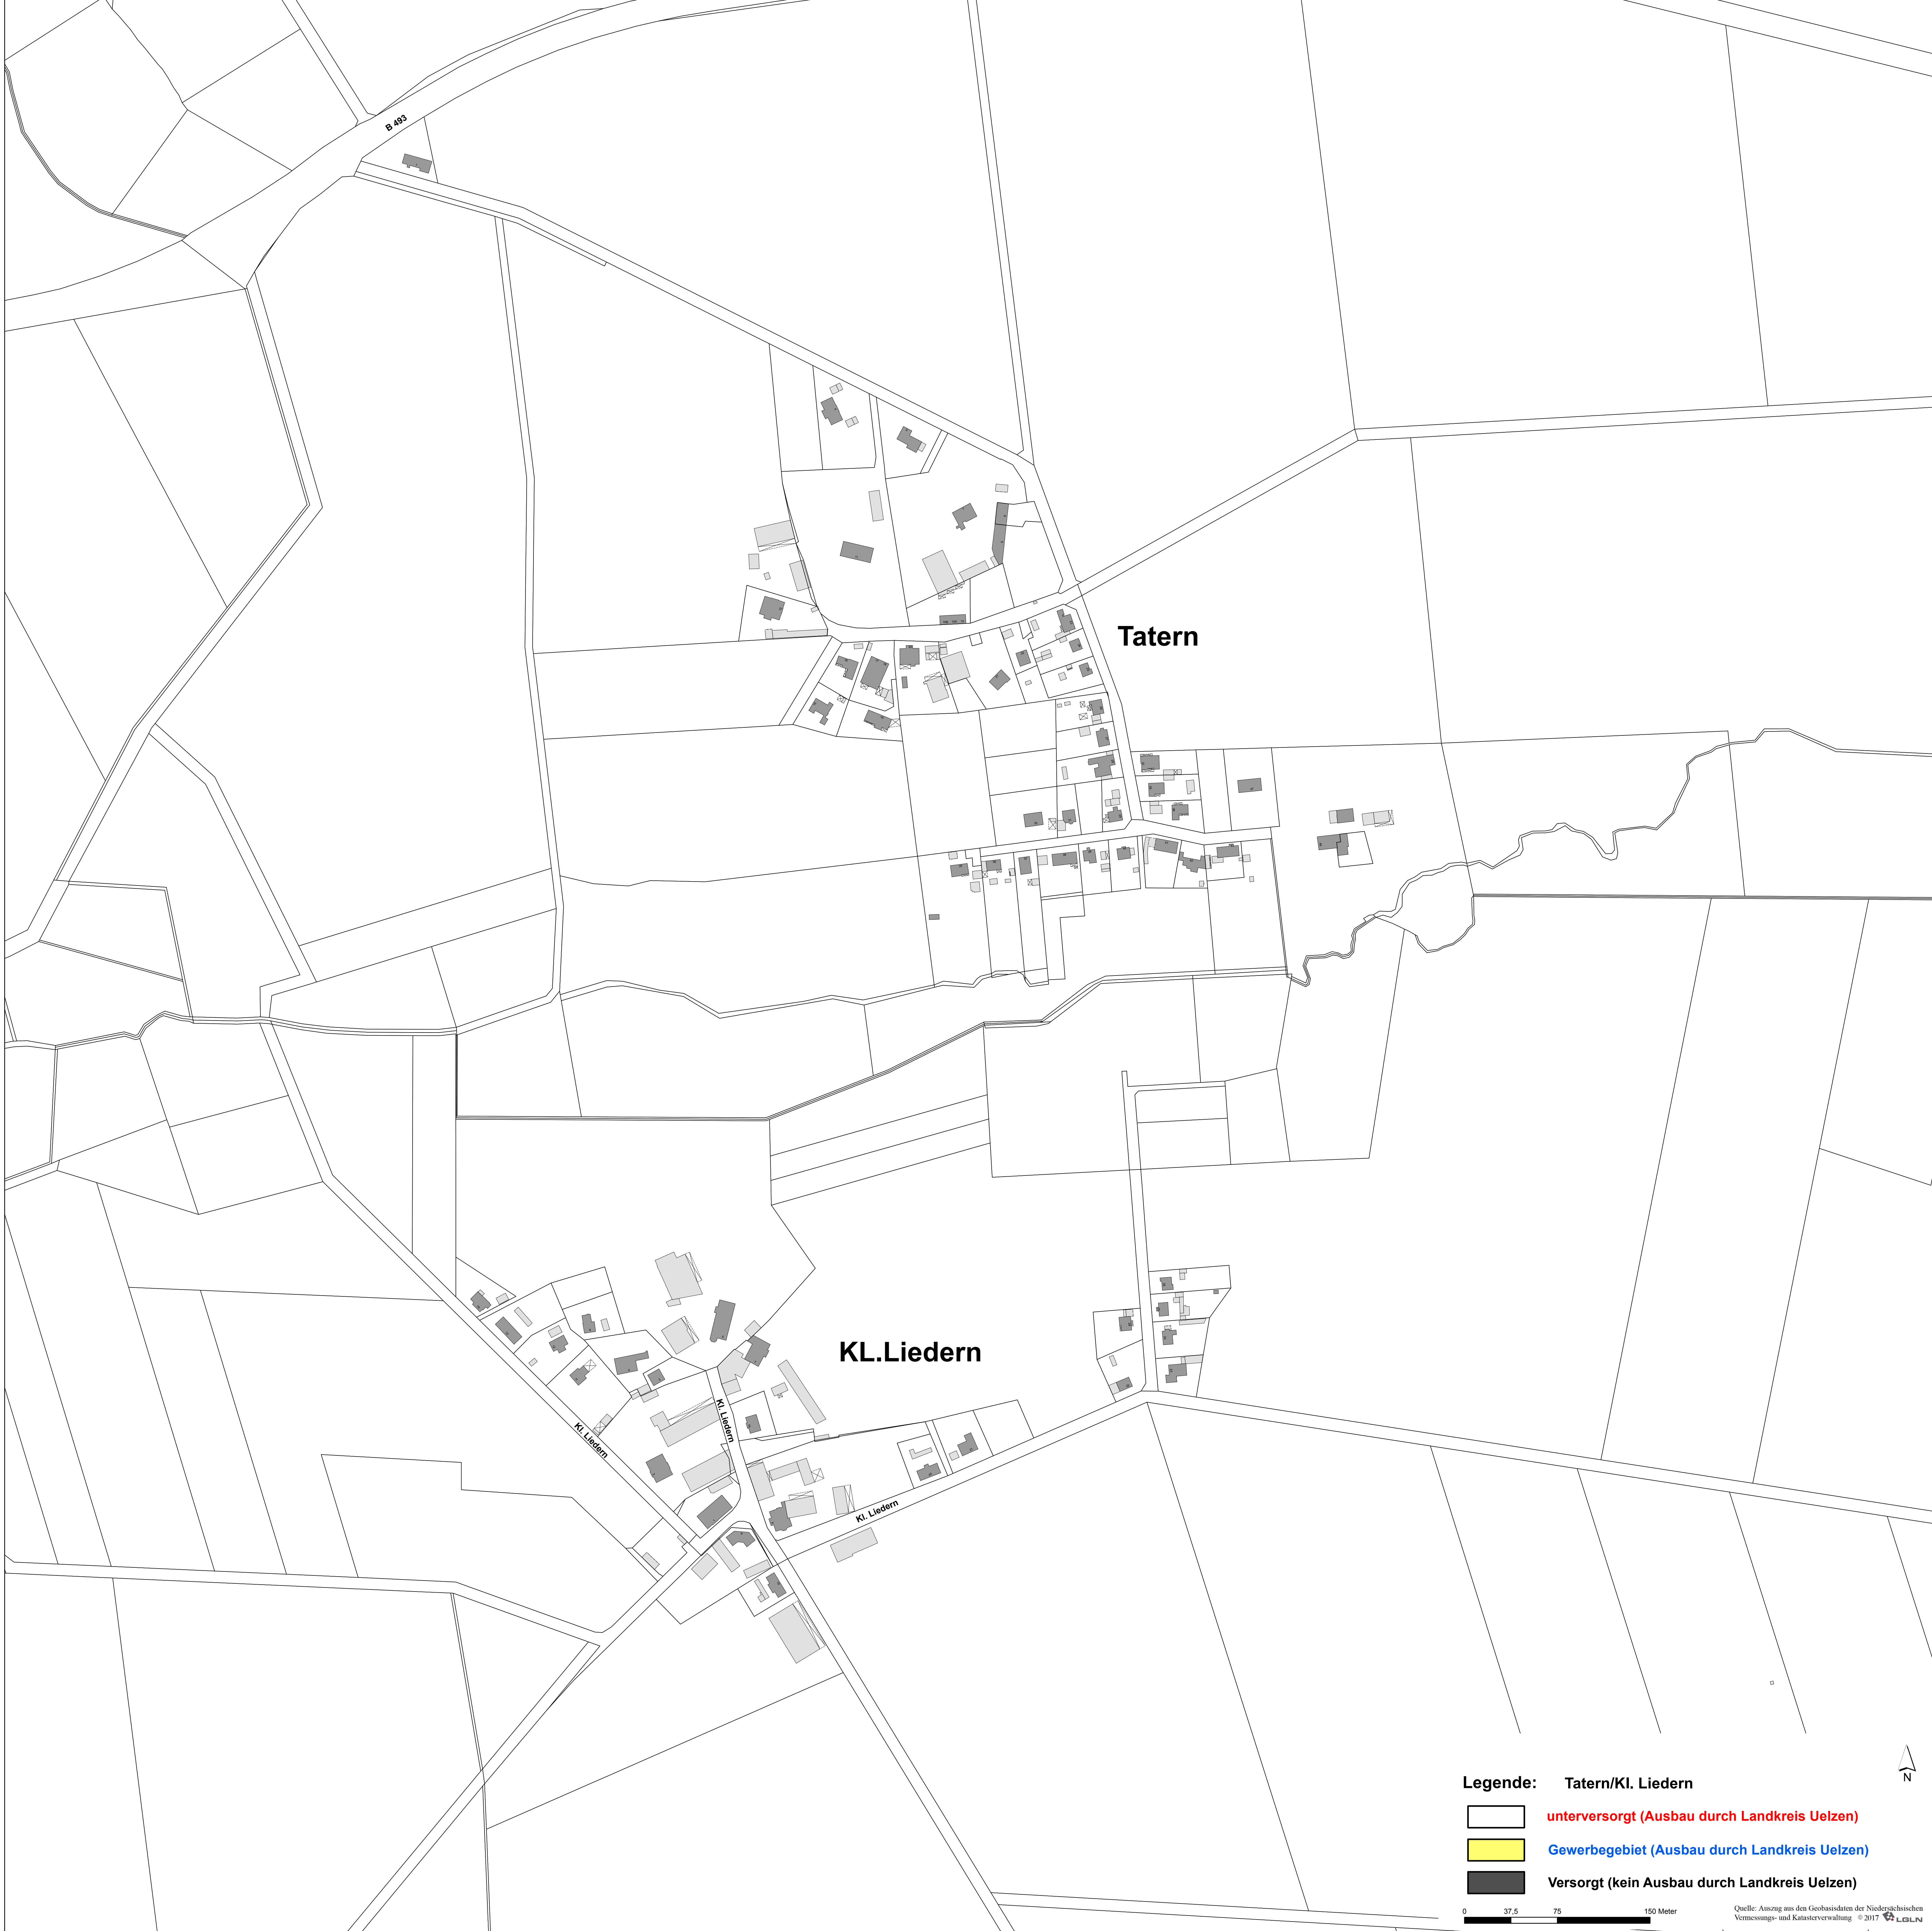 B 493
Tatern
KL.Liedern
Kl. Liedern
Kl. Liedern
Kl. Liedern
N
Legende: Tatern/Kl. Liedern
unterversorgt (Ausbau durch Landkreis Uelzen)
Gewerbegebiet (Ausbau durch Landkreis Uelzen)
Versorgt (kein Ausbau durch Landkreis Uelzen)
0 37,5 75 150 Meter
Quelle: Auszug aus den Geobasisdaten der Niedersächsischen
Vermessungs- und Katasterverwaltung © 2017 LGLN